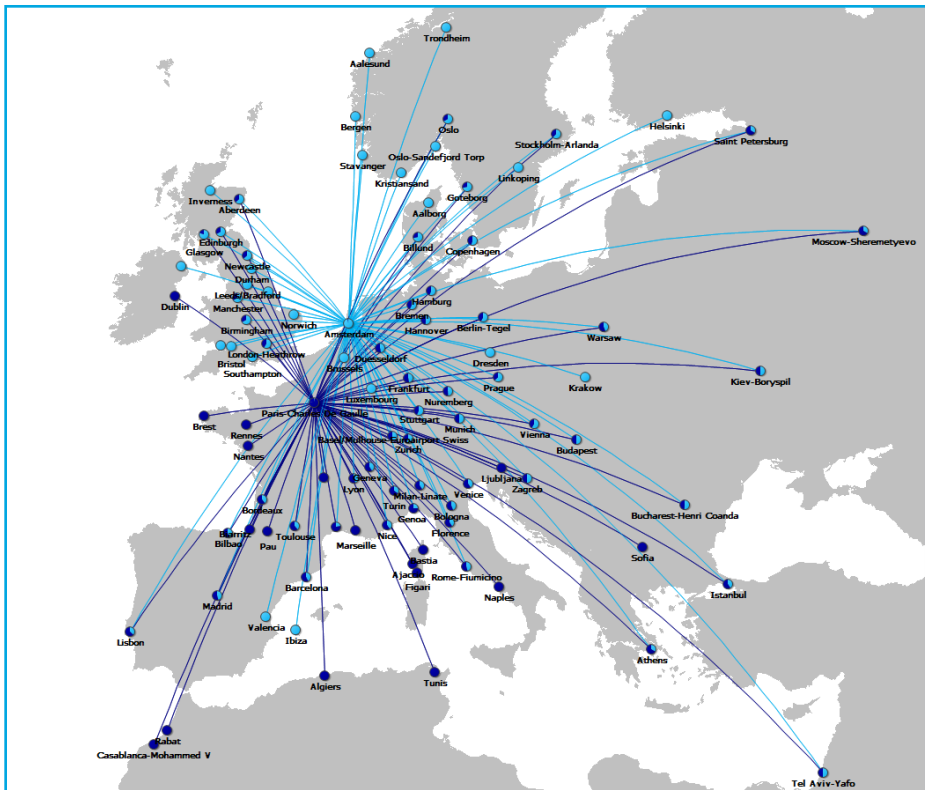 Trondheim
Aalesund
Bergen
Oslo
Helsinki
Stockholm-Arlanda
Saint Petersburg
Oslo-Sandefjord Torp
Stavanger
Linkoping
Kristiansand
Goteborg
Inverness
Aberdeen
Aalborg
Moscow-Sheremetyevo
Edinburgh
Glasgow
Billund
Copenhagen
Newcastle
Durham
Leeds/Bradford
Dublin
Manchester
Hamburg
Bremen
Norwich
Birmingham
Amsterdam
Hannover
Berlin-Tegel
Warsaw
London-Heathrow
Bristol
Duesseldorf
Brussels
Dresden
Southampton
Kiev-Boryspil
Frankfurt
Prague
Krakow
Luxembourg
Nuremberg
Paris-Charles De Gaulle
Brest
Rennes
Stuttgart
Munich
Vienna
Basel/Mulhouse-Euroairport Swiss
Zurich
Budapest
Nantes
Geneva
Lyon
Ljubljana
Zagreb
Milan-Linate
Venice
Turin
Bordeaux
Bologna
Bucharest-Henri Coanda
Genoa
Florence
Biarritz
Toulouse
Nice
Bilbao
Pau
Marseille
Bastia
Sofia
Ajaccio
Rome-Fiumicino
Barcelona
Figari
Naples
Istanbul
Madrid
Valencia
Lisbon
Ibiza
Athens
Algiers
Tunis
Rabat
Casablanca-Mohammed V
Tel Aviv-Yafo